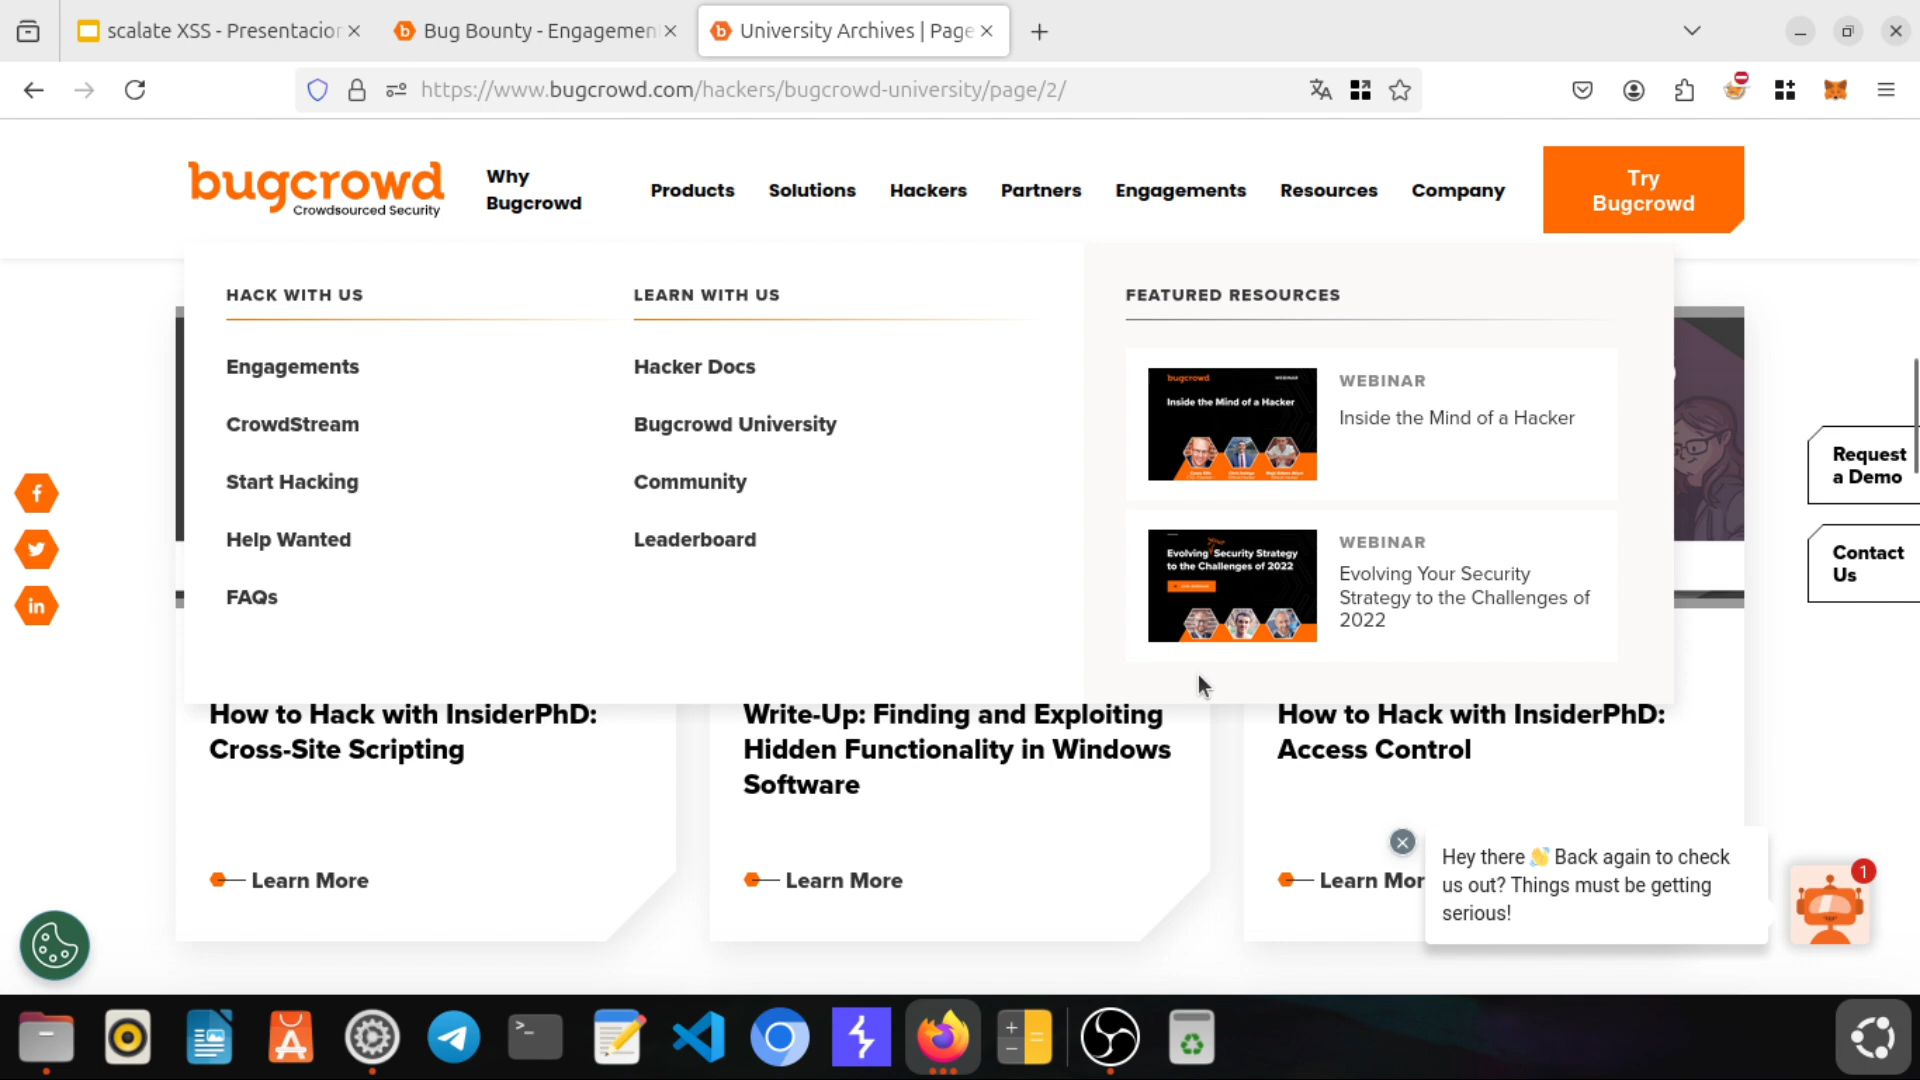 scalate XSS - Presentacion
Bug Bounty - Engagemen
University Archives | Page
https://www.bugcrowd.com/hackers/bugcrowd-university/page/2/
bugcrowd
Crowdsourced Security
Why
Bugcrowd
Products
Solutions
Hackers
Partners
Engagements
Resources
Company
Try
Bugcrowd
HACK WITH US
Engagements
CrowdStream
Start Hacking
Help Wanted
FAQs
LEARN WITH US
Hacker Docs
Bugcrowd University
Community
Leaderboard
FEATURED RESOURCES
bugcrowd
WEBINAR
Inside the Mind of a Hacker
WEBINAR
Inside the Mind of a Hacker
Evolving Security Strategy
to the Challenges of 2022
WEBINAR
Evolving Your Security
Strategy to the Challenges of
2022
Request
a Demo
Contact
Us
How to Hack with InsiderPhD:
Cross-Site Scripting
Learn More
Write-Up: Finding and Exploiting
Hidden Functionality in Windows
Software
Learn More
How to Hack with InsiderPhD:
Access Control
Learn Mor
Hey there 👋 Back again to check
us out? Things must be getting
serious!
1